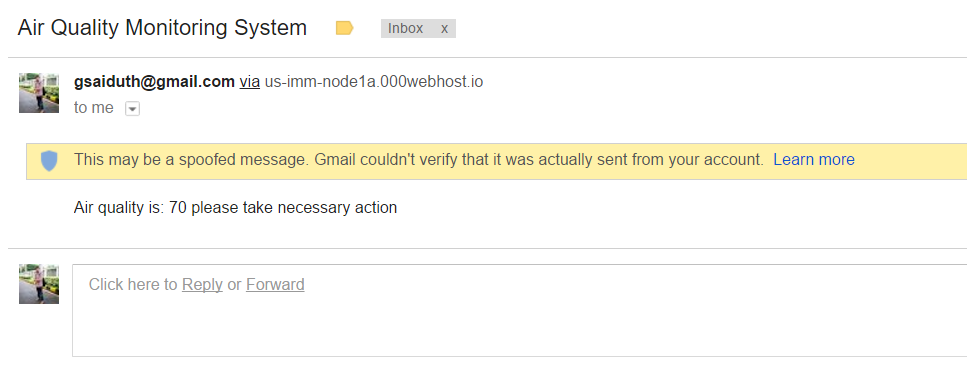 Air Quality Monitoring System Inbox x
gsaiduth@gmail.com via us-imm-node1a.000webhost.io
to me
This may be a spoofed message. Gmail couldn't verify that it was actually sent from your account. Learn more
Air quality is: 70 please take necessary action
Click here to Reply or Forward